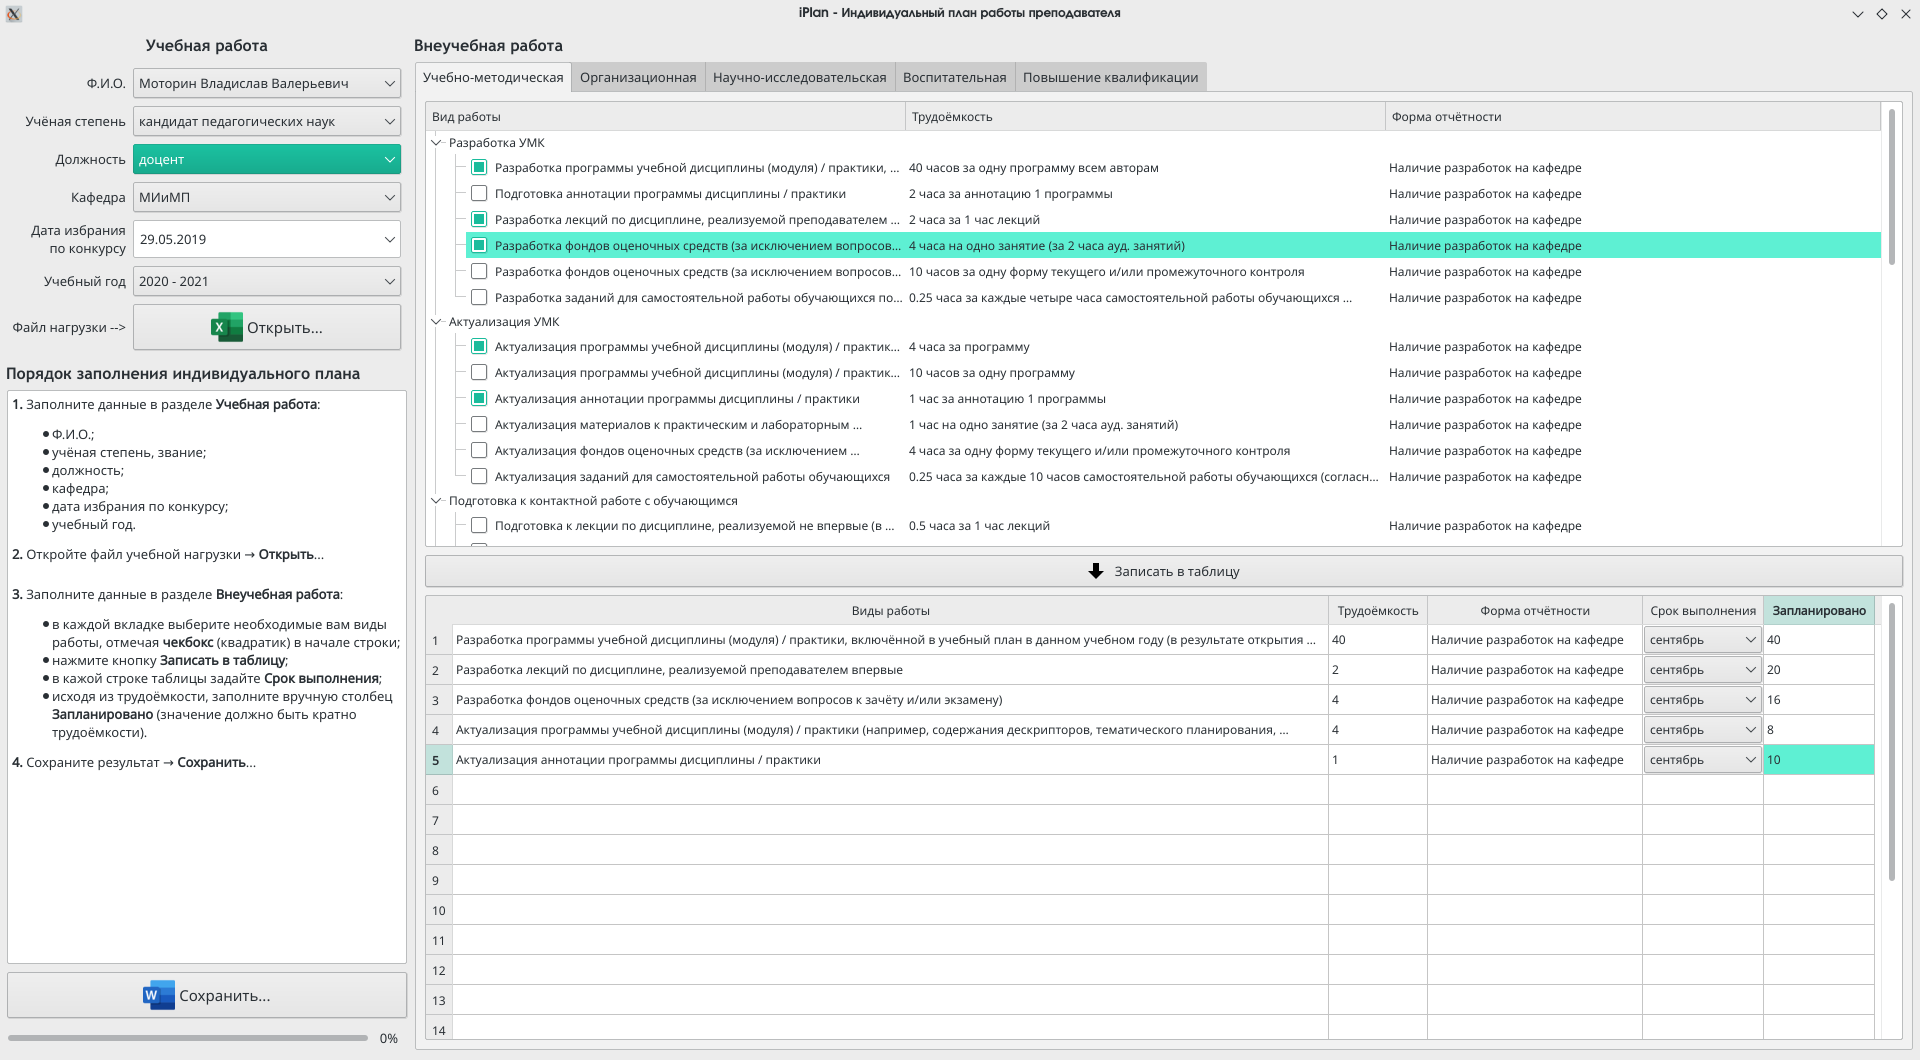 iPlan - Индивидуальный план работы преподавателя
Учебная работа
Ф.И.О.
Моторин Владислав Валерьевич
Учёная степень
кандидат педагогических наук
Должность
доцент
Кафедра
МИиМП
Дата избрания
по конкурсу
29.05.2019
Учебный год
2020 - 2021
Файл нагрузки -->
Открыть...
Порядок заполнения индивидуального плана
1. Заполните данные в разделе Учебная работа:
● Ф.И.О.;
● учёная степень, звание;
● должность;
● кафедра;
● дата избрания по конкурсу;
● учебный год.
2. Откройте файл учебной нагрузки → Открыть...
3. Заполните данные в разделе Внеучебная работа:
● в каждой вкладке выберите необходимые вам виды
работы, отмечая чекбокс (квадратик) в начале строки;
● нажмите кнопку Записать в таблицу;
● в кажой строке таблицы задайте Срок выполнения;
● исходя из трудоёмкости, заполните вручную столбец
Запланировано (значение должно быть кратно
трудоёмкости).
4. Сохраните результат → Сохранить...
Сохранить...
0%
Внеучебная работа
Учебно-методическая Организационная Научно-исследовательская Воспитательная Повышение квалификации
Вид работы Трудоёмкость Форма отчётности
Разработка УМК
Разработка программы учебной дисциплины (модуля) / практики, ... 40 часов за одну программу всем авторам Наличие разработок на кафедре
Подготовка аннотации программы дисциплины / практики 2 часа за аннотацию 1 программы Наличие разработок на кафедре
Разработка лекций по дисциплине, реализуемой преподавателем ... 2 часа за 1 час лекций Наличие разработок на кафедре
Разработка фондов оценочных средств (за исключением вопросов... 4 часа на одно занятие (за 2 часа ауд. занятий) Наличие разработок на кафедре
Разработка фондов оценочных средств (за исключением вопросов... 10 часов за одну форму текущего и/или промежуточного контроля Наличие разработок на кафедре
Разработка заданий для самостоятельной работы обучающихся по... 0.25 часа за каждые четыре часа самостоятельной работы обучающихся ... Наличие разработок на кафедре
Актуализация УМК
Актуализация программы учебной дисциплины (модуля) / практик... 4 часа за программу Наличие разработок на кафедре
Актуализация программы учебной дисциплины (модуля) / практик... 10 часов за одну программу Наличие разработок на кафедре
Актуализация аннотации программы дисциплины / практики 1 час за аннотацию 1 программы Наличие разработок на кафедре
Актуализация материалов к практическим и лабораторным ... 1 час на одно занятие (за 2 часа ауд. занятий) Наличие разработок на кафедре
Актуализация фондов оценочных средств (за исключением ... 4 часа за одну форму текущего и/или промежуточного контроля Наличие разработок на кафедре
Актуализация заданий для самостоятельной работы обучающихся 0.25 часа за каждые 10 часов самостоятельной работы обучающихся (согласн... Наличие разработок на кафедре
Подготовка к контактной работе с обучающимся
Подготовка к лекции по дисциплине, реализуемой не впервые (в ... 0.5 часа за 1 час лекций Наличие разработок на кафедре
Записать в таблицу
Виды работы Трудоёмкость Форма отчётности Срок выполнения Запланировано
1 Разработка программы учебной дисциплины (модуля) / практики, включённой в учебный план в данном учебном году (в результате открытия ... 40 Наличие разработок на кафедре сентябрь 40
2 Разработка лекций по дисциплине, реализуемой преподавателем впервые 2 Наличие разработок на кафедре сентябрь 20
3 Разработка фондов оценочных средств (за исключением вопросов к зачёту и/или экзамену) 4 Наличие разработок на кафедре сентябрь 16
4 Актуализация программы учебной дисциплины (модуля) / практики (например, содержания дескрипторов, тематического планирования, ... 4 Наличие разработок на кафедре сентябрь 8
5 Актуализация аннотации программы дисциплины / практики 1 Наличие разработок на кафедре сентябрь 10
6
7
8
9
10
11
12
13
14